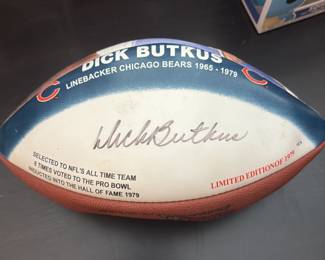 DICK BUTKUS
LINEBACKER CHICAGO BEARS 1965 - 1979
Dick Butkus
SELECTED TO NFL'S ALL TIME TEAM
8 TIMES VOTED TO THE PRO BOWL
INDUCTED INTO THE HALL OF FAME 1979
LIMITED EDITION OF 1979